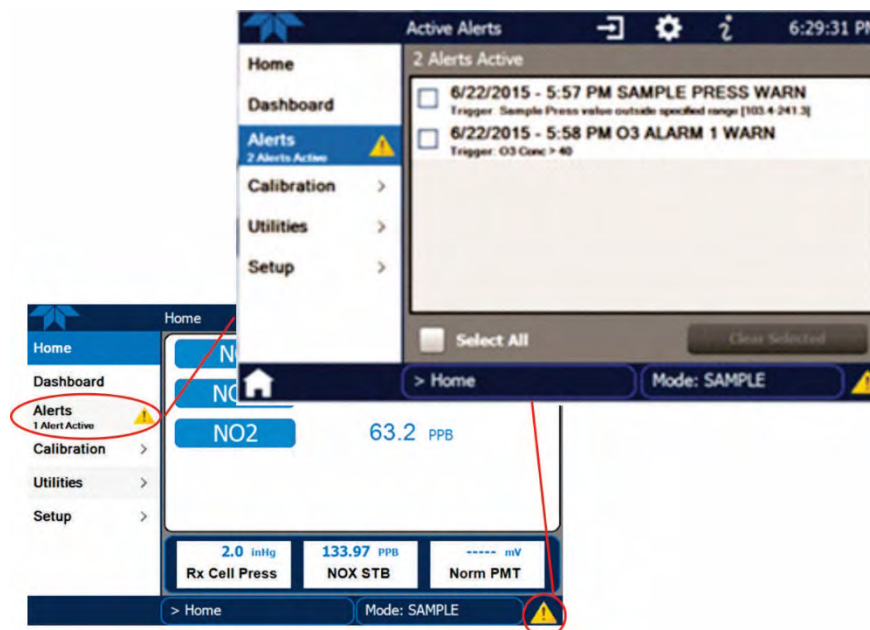 Active Alerts
6:29:31 PM
Home
Dashboard
Alerts
2 Alerts Active
Calibration >
Utilities >
Setup >
2 Alerts Active
6/22/2015 - 5:57 PM SAMPLE PRESS WARN
Trigger: Sample Press value outside specified range [103.4-241.3]
6/22/2015 - 5:58 PM O3 ALARM 1 WARN
Trigger: O3 Conc > 40
Select All
Clear Selected
> Home
Mode: SAMPLE
Home
Home
Dashboard
Alerts
1 Alert Active
Calibration >
Utilities >
Setup >
NO2 63.2 PPB
2.0 inHg
Rx Cell Press
133.97 PPB
NOX STB
----- mV
Norm PMT
> Home
Mode: SAMPLE